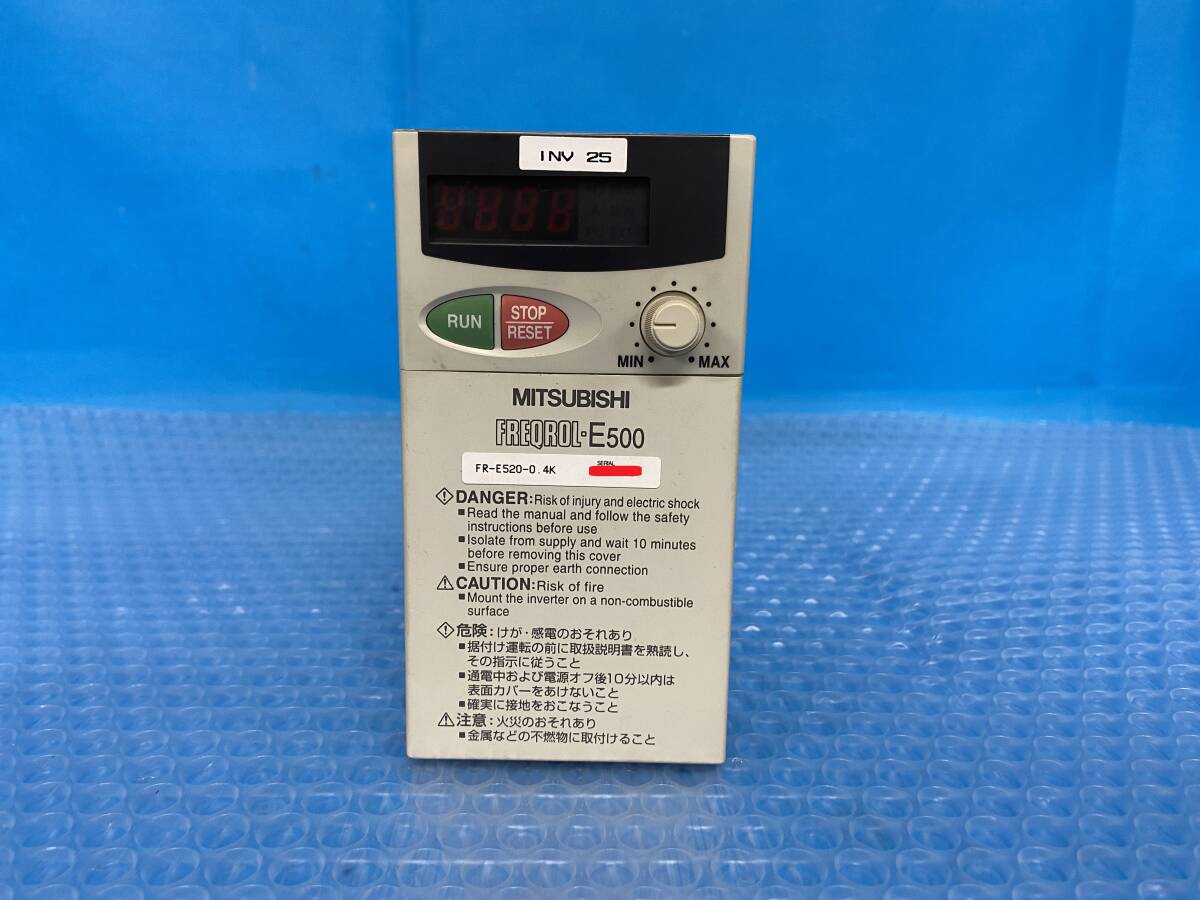 INV 25
8888
RUN
STOP
RESET
MIN MAX
MITSUBISHI
FREQROL-E500
FR-E520-0.4K SERIAL
DANGER:Risk of injury and electric shock
■Read the manual and follow the safety
instructions before use
■Isolate from supply and wait 10 minutes
before removing this cover
■Ensure proper earth connection
CAUTION:Risk of fire
■Mount the inverter on a non-combustible
surface
危険:けが・感電のおそれあり
■据付け運転の前に取扱説明書を熟読し、
その指示に従うこと
■通電中および電源オフ後10分以内は
表面カバーをあけないこと
■確実に接地をおこなうこと
注意:火災のおそれあり
■金属などの不燃物に取付けること